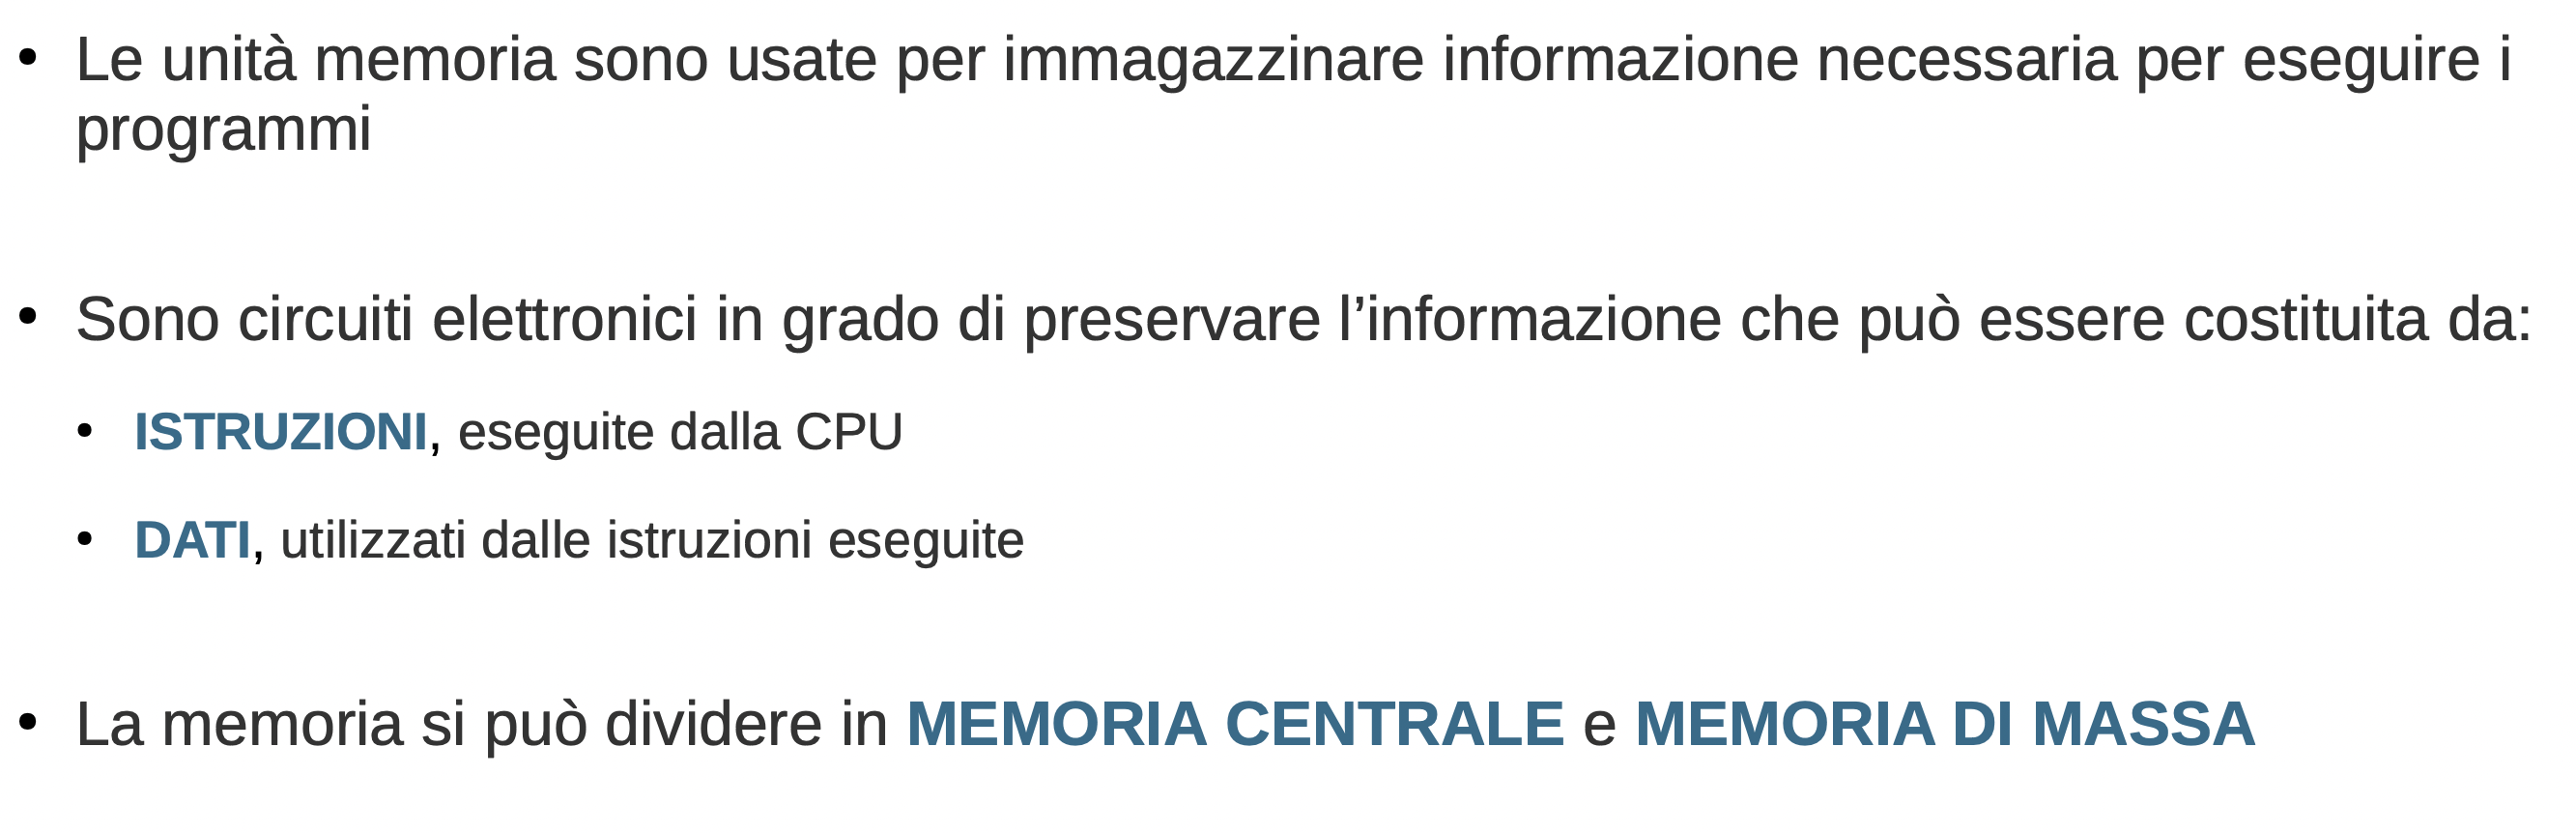 • Le unità memoria sono usate per immagazzinare informazione necessaria per eseguire i
programmi
• Sono circuiti elettronici in grado di preservare l’informazione che può essere costituita da:
• ISTRUZIONI, eseguite dalla CPU
• DATI, utilizzati dalle istruzioni eseguite
• La memoria si può dividere in MEMORIA CENTRALE e MEMORIA DI MASSA